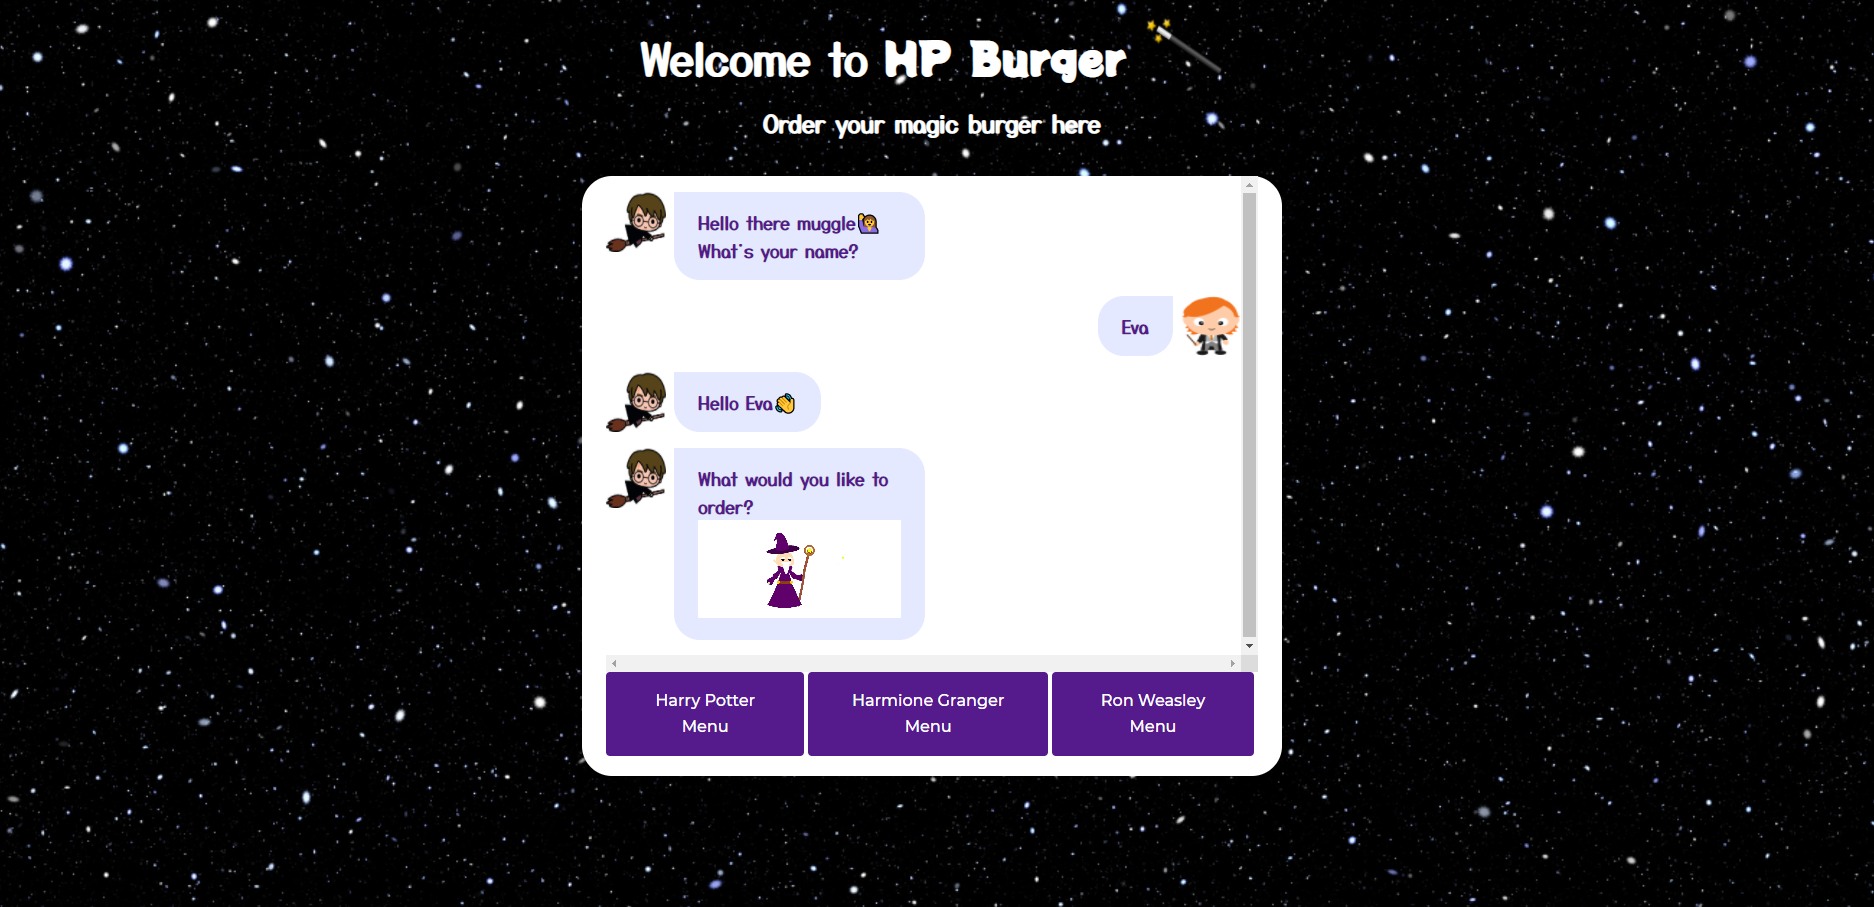 Welcome to HP Burger
Order your magic burger here
Hello there muggle🙋
What's your name?
Eva
Hello Eva👋
What would you like to
order?
Harry Potter
Menu
Harmione Granger
Menu
Ron Weasley
Menu